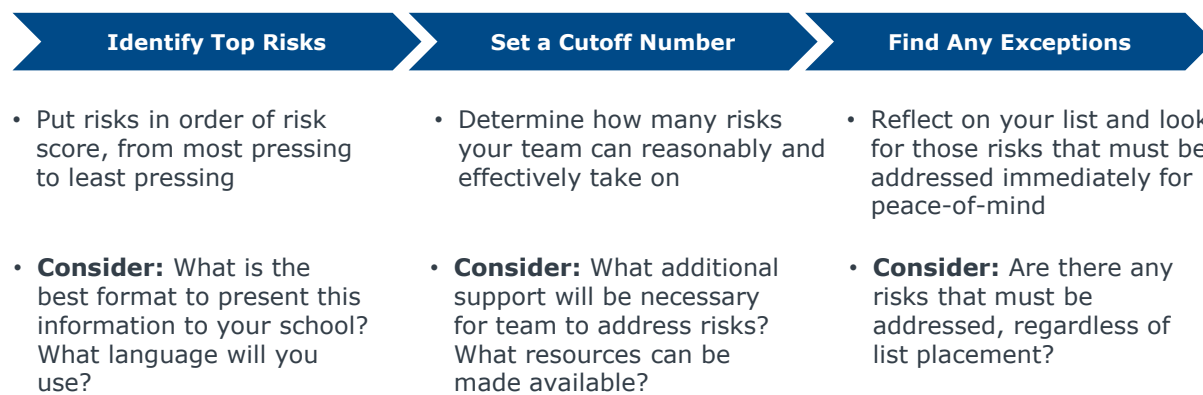 Identify Top Risks
Set a Cutoff Number
Find Any Exceptions
• Put risks in order of risk
score, from most pressing
to least pressing
• Consider: What is the
best format to present this
information to your school?
What language will you
use?
• Determine how many risks
your team can reasonably and
effectively take on
• Consider: What additional
support will be necessary
for team to address risks?
What resources can be
made available?
• Reflect on your list and look
for those risks that must be
addressed immediately for
peace-of-mind
• Consider: Are there any
risks that must be
addressed, regardless of
list placement?